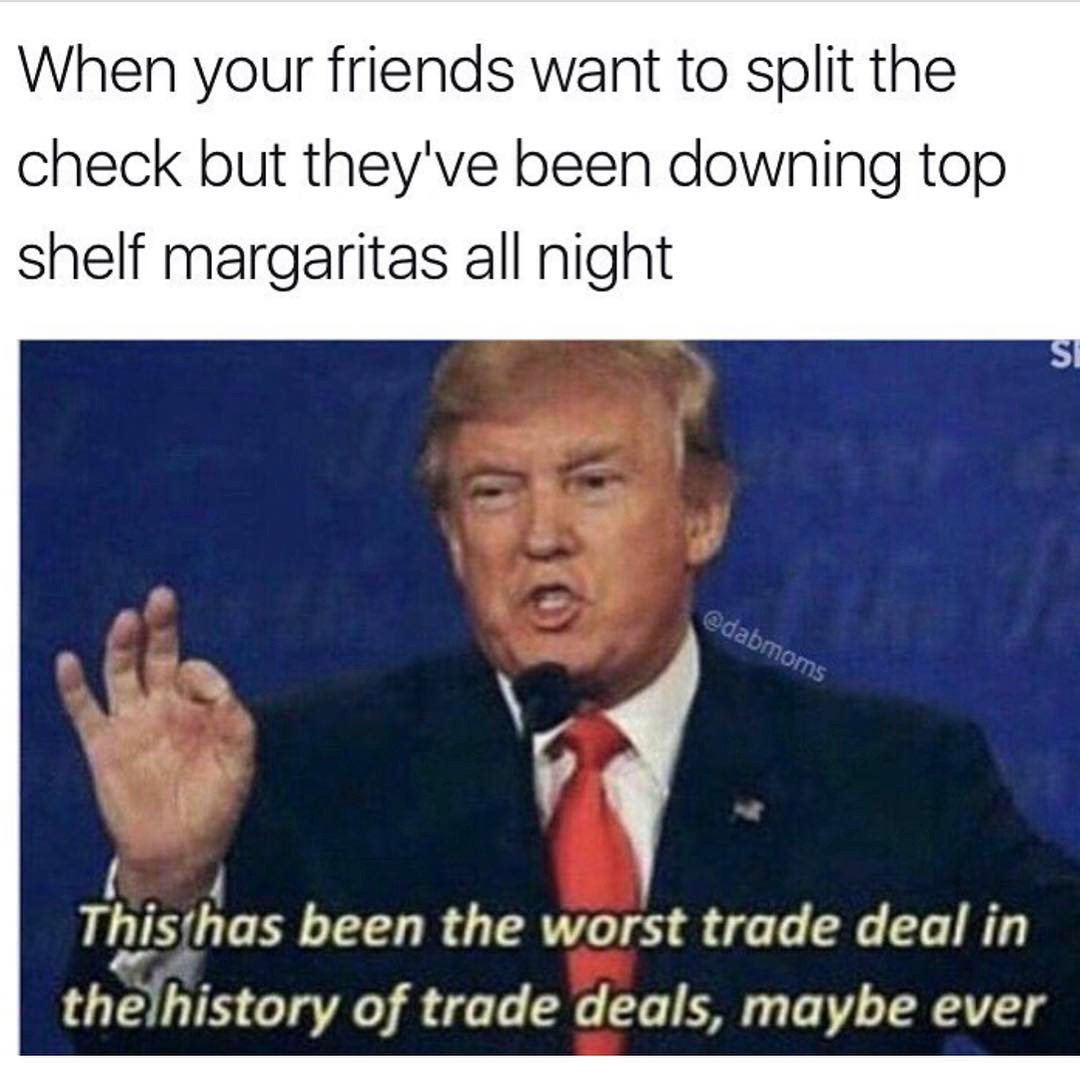 When your friends want to split the
check but they've been downing top
shelf margaritas all night
@dabmoms
This has been the worst trade deal in
the history of trade deals, maybe ever